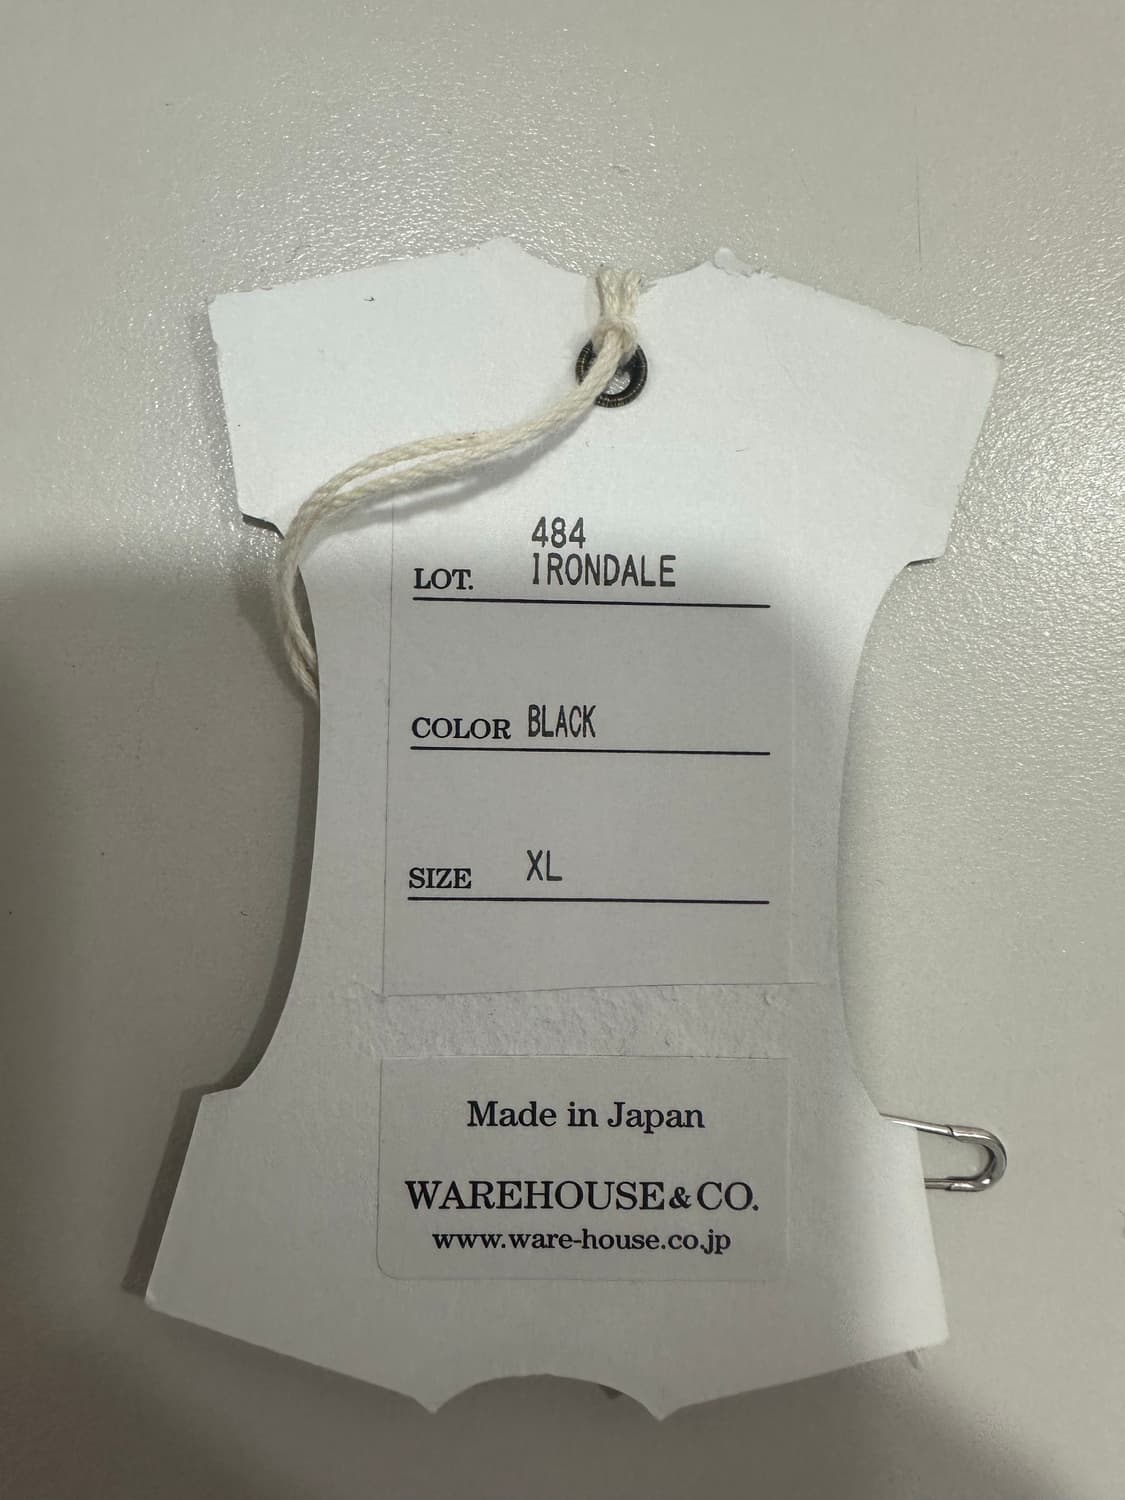 484
LOT. IRONDALE
COLOR BLACK
SIZE XL
Made in Japan
WAREHOUSE & CO.
www.ware-house.co.jp